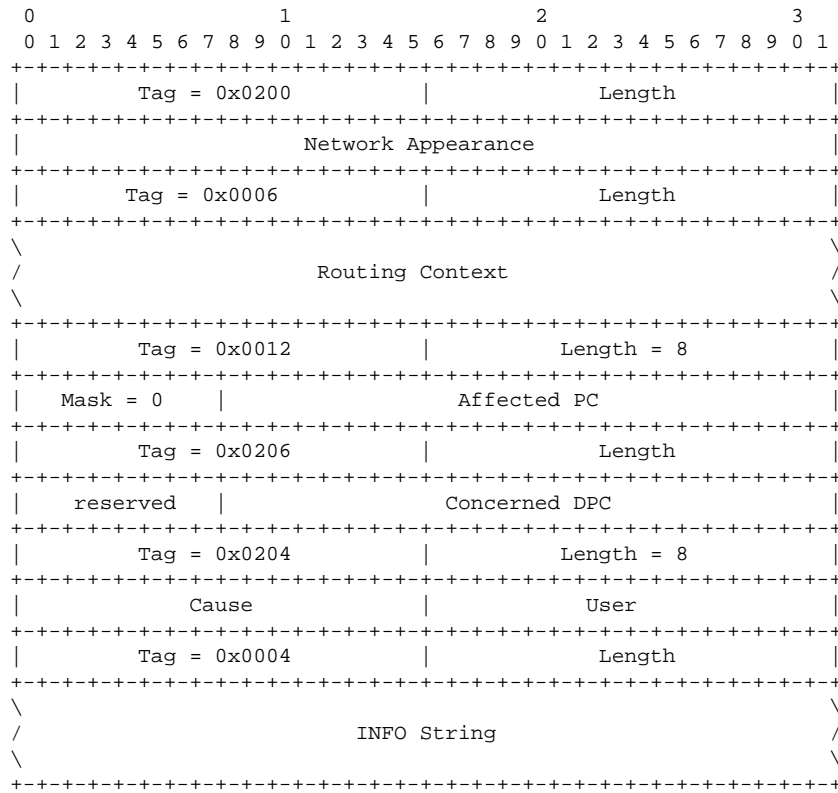 0                   1                   2                   3
 0 1 2 3 4 5 6 7 8 9 0 1 2 3 4 5 6 7 8 9 0 1 2 3 4 5 6 7 8 9 0 1
+-+-+-+-+-+-+-+-+-+-+-+-+-+-+-+-+-+-+-+-+-+-+-+-+-+-+-+-+-+-+-+-+
|         Tag = 0x0200          |             Length            |
+-+-+-+-+-+-+-+-+-+-+-+-+-+-+-+-+-+-+-+-+-+-+-+-+-+-+-+-+-+-+-+-+
|                      Network Appearance                       |
+-+-+-+-+-+-+-+-+-+-+-+-+-+-+-+-+-+-+-+-+-+-+-+-+-+-+-+-+-+-+-+-+
|        Tag = 0x0006           |             Length            |
+-+-+-+-+-+-+-+-+-+-+-+-+-+-+-+-+-+-+-+-+-+-+-+-+-+-+-+-+-+-+-+-+
\                                                               \
/                       Routing Context                         /
\                                                               \
+-+-+-+-+-+-+-+-+-+-+-+-+-+-+-+-+-+-+-+-+-+-+-+-+-+-+-+-+-+-+-+-+
|         Tag = 0x0012          |          Length = 8           |
+-+-+-+-+-+-+-+-+-+-+-+-+-+-+-+-+-+-+-+-+-+-+-+-+-+-+-+-+-+-+-+-+
|   Mask = 0    |                  Affected PC                  |
+-+-+-+-+-+-+-+-+-+-+-+-+-+-+-+-+-+-+-+-+-+-+-+-+-+-+-+-+-+-+-+-+
|         Tag = 0x0206          |             Length            |
+-+-+-+-+-+-+-+-+-+-+-+-+-+-+-+-+-+-+-+-+-+-+-+-+-+-+-+-+-+-+-+-+
|    reserved   |                 Concerned DPC                 |
+-+-+-+-+-+-+-+-+-+-+-+-+-+-+-+-+-+-+-+-+-+-+-+-+-+-+-+-+-+-+-+-+
|         Tag = 0x0204          |          Length = 8           |
+-+-+-+-+-+-+-+-+-+-+-+-+-+-+-+-+-+-+-+-+-+-+-+-+-+-+-+-+-+-+-+-+
|             Cause             |            User               |
+-+-+-+-+-+-+-+-+-+-+-+-+-+-+-+-+-+-+-+-+-+-+-+-+-+-+-+-+-+-+-+-+
|         Tag = 0x0004          |             Length            |
+-+-+-+-+-+-+-+-+-+-+-+-+-+-+-+-+-+-+-+-+-+-+-+-+-+-+-+-+-+-+-+-+
\                                                               \
/                          INFO String                          /
\                                                               \
+-+-+-+-+-+-+-+-+-+-+-+-+-+-+-+-+-+-+-+-+-+-+-+-+-+-+-+-+-+-+-+-+